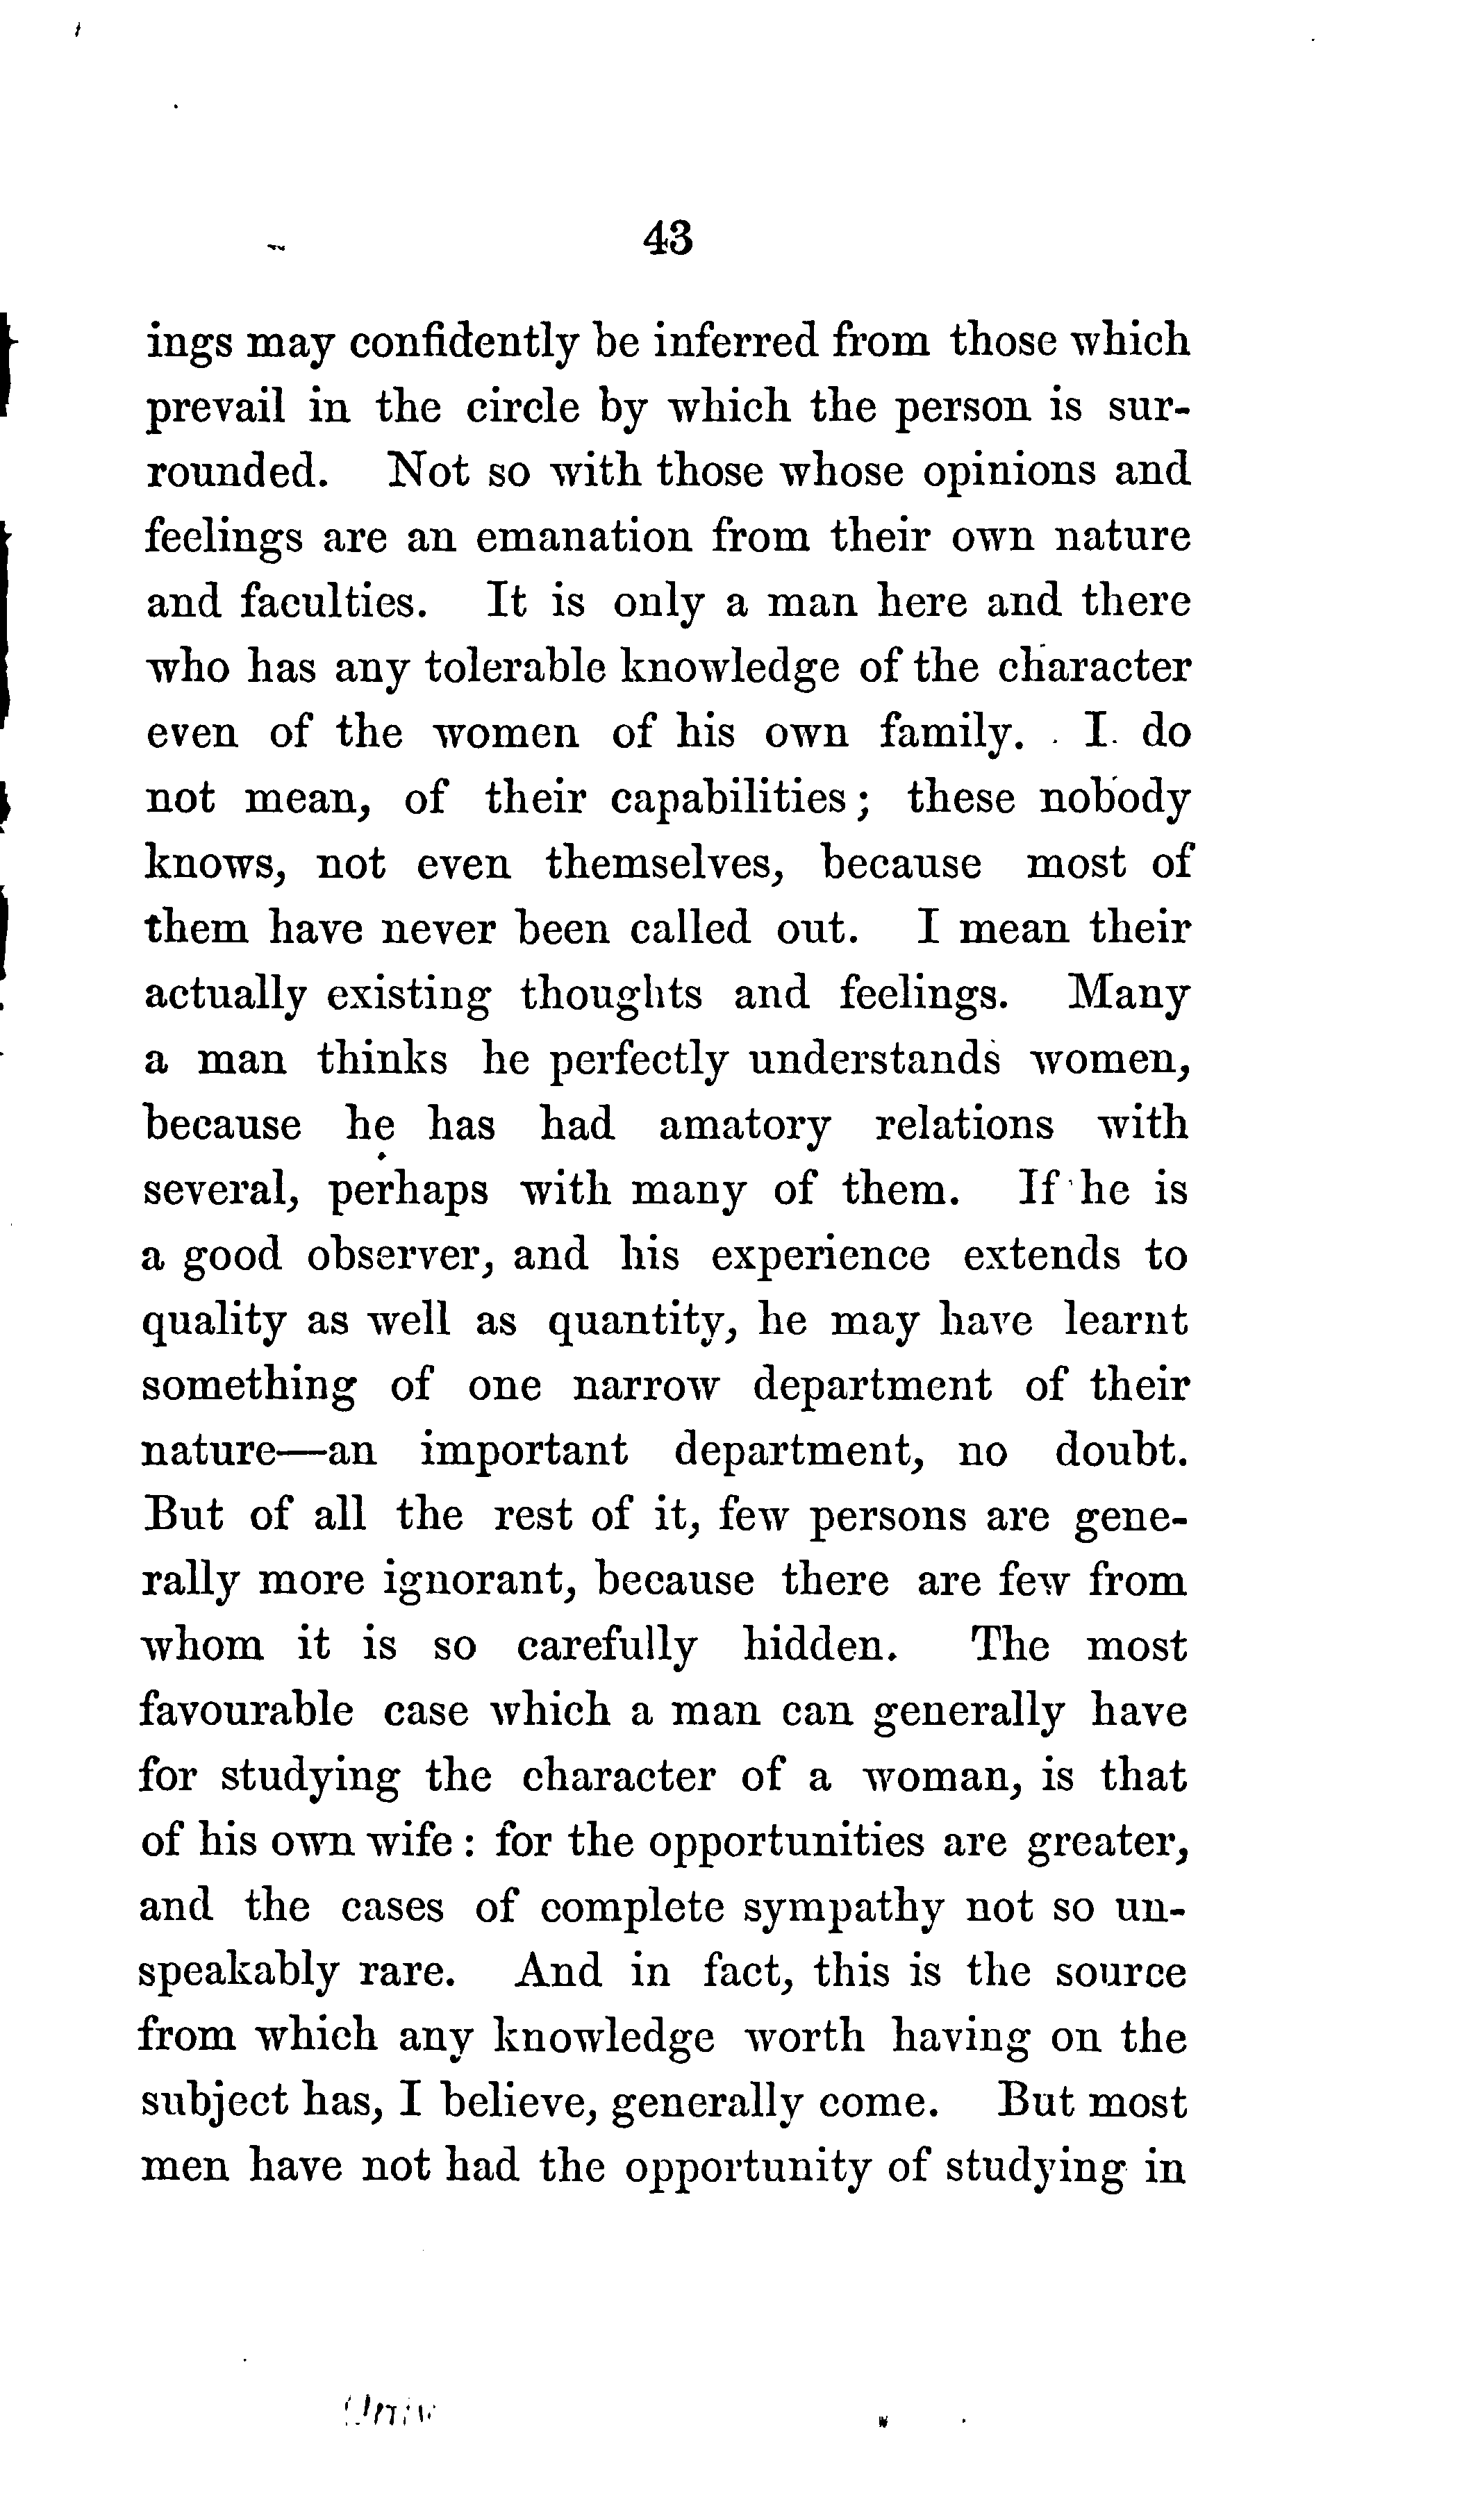 43
ings may confidently be inferred from those which
prevail in the circle by which the person is sur-
rounded. Not so with those whose opinions and
feelings are an emanation from their own nature
and faculties. It is only a man here and there
who has any tolerable knowledge of the character
even of the women of his own family. I do
not mean, of their capabilities; these nobody
knows, not even themselves, because most of
them have never been called out. I mean their
actually existing thoughts and feelings. Many
a man thinks he perfectly understands women,
because he has had amatory relations with
several, perhaps with many of them. If he is
a good observer, and his experience extends to
quality as well as quantity, he may have learnt
something of one narrow department of their
nature—an important department, no doubt.
But of all the rest of it, few persons are gene-
rally more ignorant, because there are few from
whom it is so carefully hidden. The most
favourable case which a man can generally have
for studying the character of a woman, is that
of his own wife: for the opportunities are greater,
and the cases of complete sympathy not so un-
speakably rare. And in fact, this is the source
from which any knowledge worth having on the
subject has, I believe, generally come. But most
men have not had the opportunity of studying in